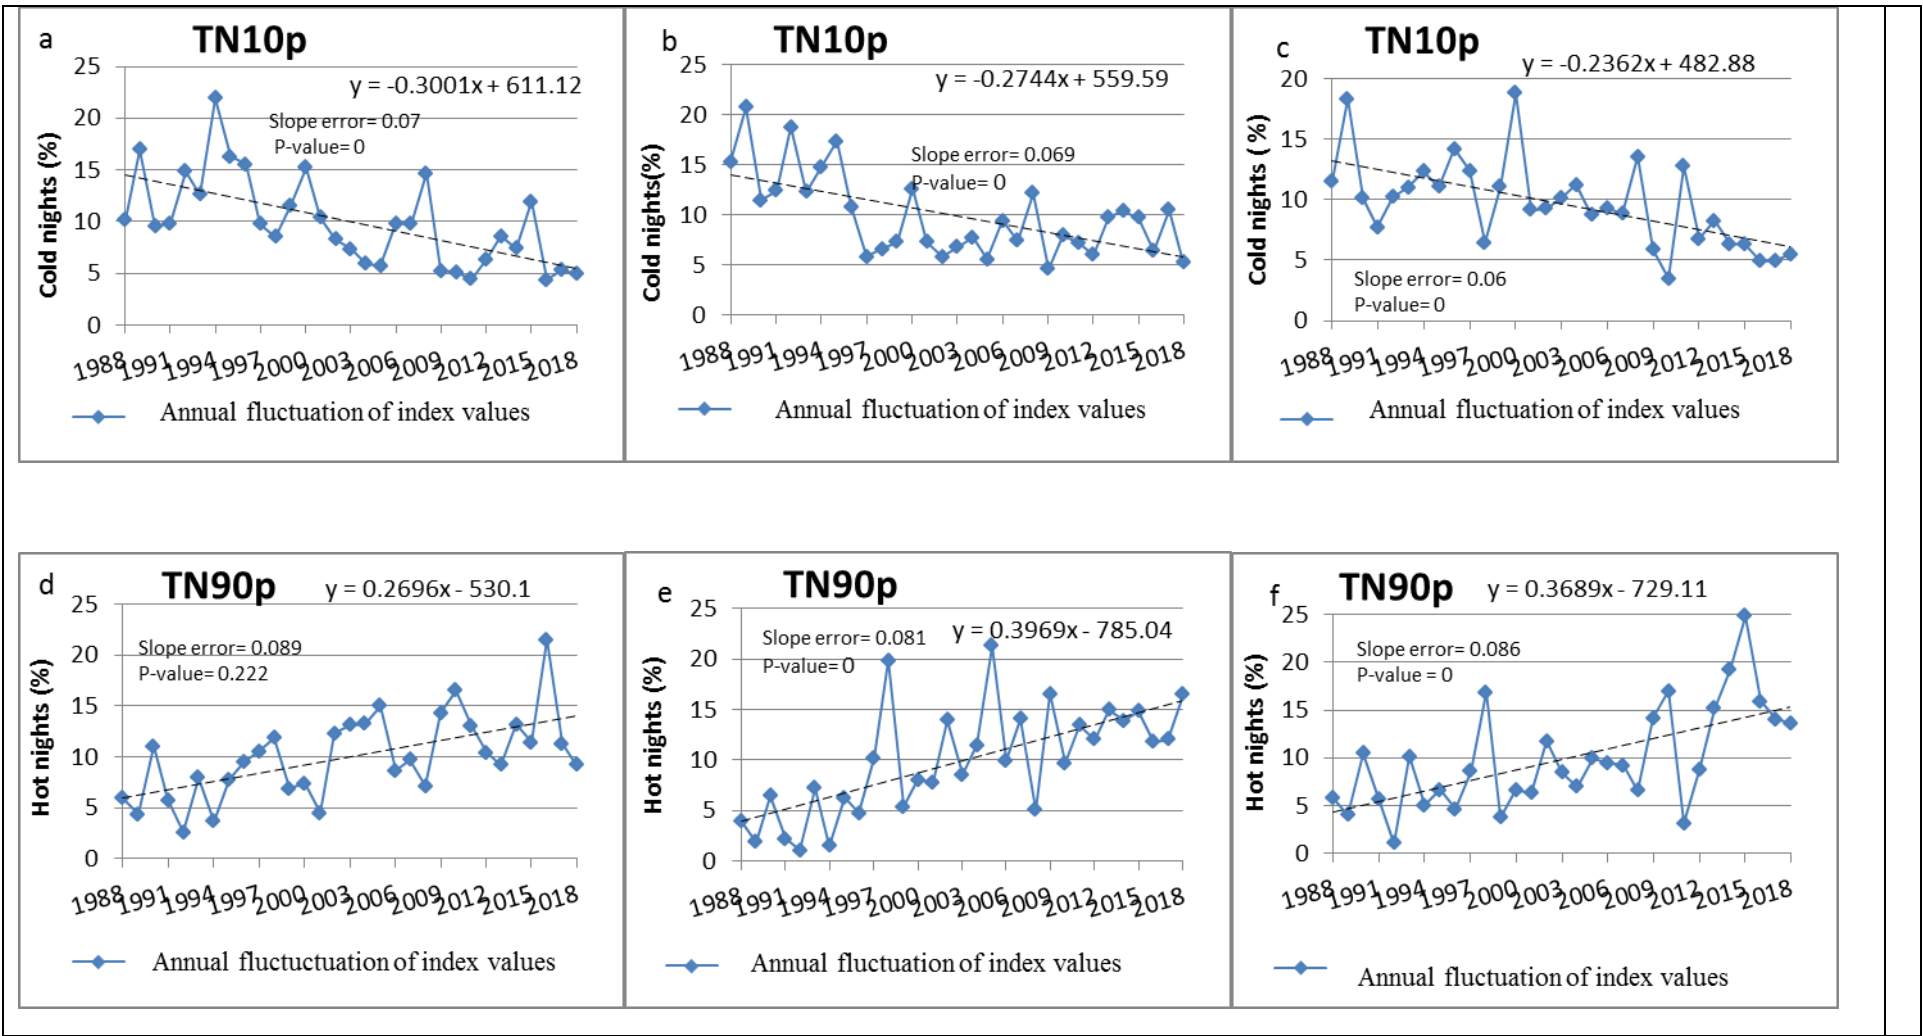 a
TN10p
y = -0.3001x + 611.12
Slope error= 0.07
P-value= 0
Cold nights (%)
25
20
15
10
5
0
1988 1991 1994 1997 2000 2003 2006 2009 2012 2015 2018
Annual fluctuation of index values
b
TN10p
y = -0.2744x + 559.59
Slope error= 0.069
P-value= 0
Cold nights(%)
25
20
15
10
5
0
1988 1991 1994 1997 2000 2003 2006 2009 2012 2015 2018
Annual fluctuation of index values
c
TN10p
y = -0.2362x + 482.88
Slope error= 0.06
P-value= 0
Cold nights ( %)
20
15
10
5
0
1988 1991 1994 1997 2000 2003 2006 2009 2012 2015 2018
Annual fluctuation of index values
d
TN90p
y = 0.2696x - 530.1
Slope error= 0.089
P-value= 0.222
Hot nights (%)
25
20
15
10
5
0
1988 1991 1994 1997 2000 2003 2006 2009 2012 2015 2018
Annual fluctuctuation of index values
e
TN90p
y = 0.3969x - 785.04
Slope error= 0.081
P-value= 0
Hot nights (%)
25
20
15
10
5
0
1988 1991 1994 1997 2000 2003 2006 2009 2012 2015 2018
Annual fluctuation of index values
f
TN90p
y = 0.3689x - 729.11
Slope error= 0.086
P-value = 0
Hot nights (%)
25
20
15
10
5
0
1988 1991 1994 1997 2000 2003 2006 2009 2012 2015 2018
Annual fluctuation of index values